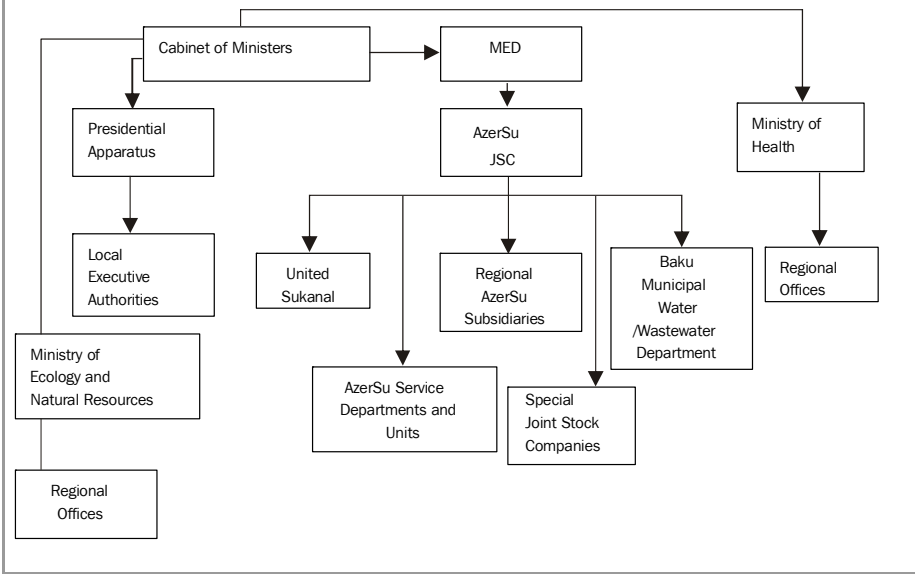 Cabinet of Ministers
MED
Presidential
Apparatus
AzerSu
JSC
Ministry of
Health
Local
Executive
Authorities
United
Sukanal
Regional
AzerSu
Subsidiaries
Baku
Municipal
Water
/Wastewater
Department
Regional
Offices
Ministry of
Ecology and
Natural Resources
AzerSu Service
Departments and
Units
Special
Joint Stock
Companies
Regional
Offices